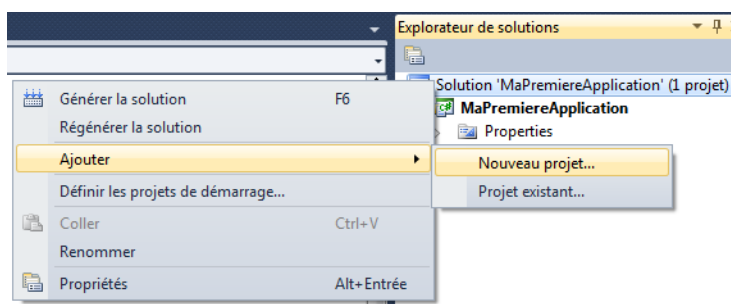 Explorateur de solutions
Solution 'MaPremiereApplication' (1 projet)
MaPremiereApplication
Properties
Générer la solution F6
Régénérer la solution
Ajouter
Nouveau projet...
Projet existant...
Définir les projets de démarrage...
Coller Ctrl+V
Renommer
Propriétés Alt+Entrée